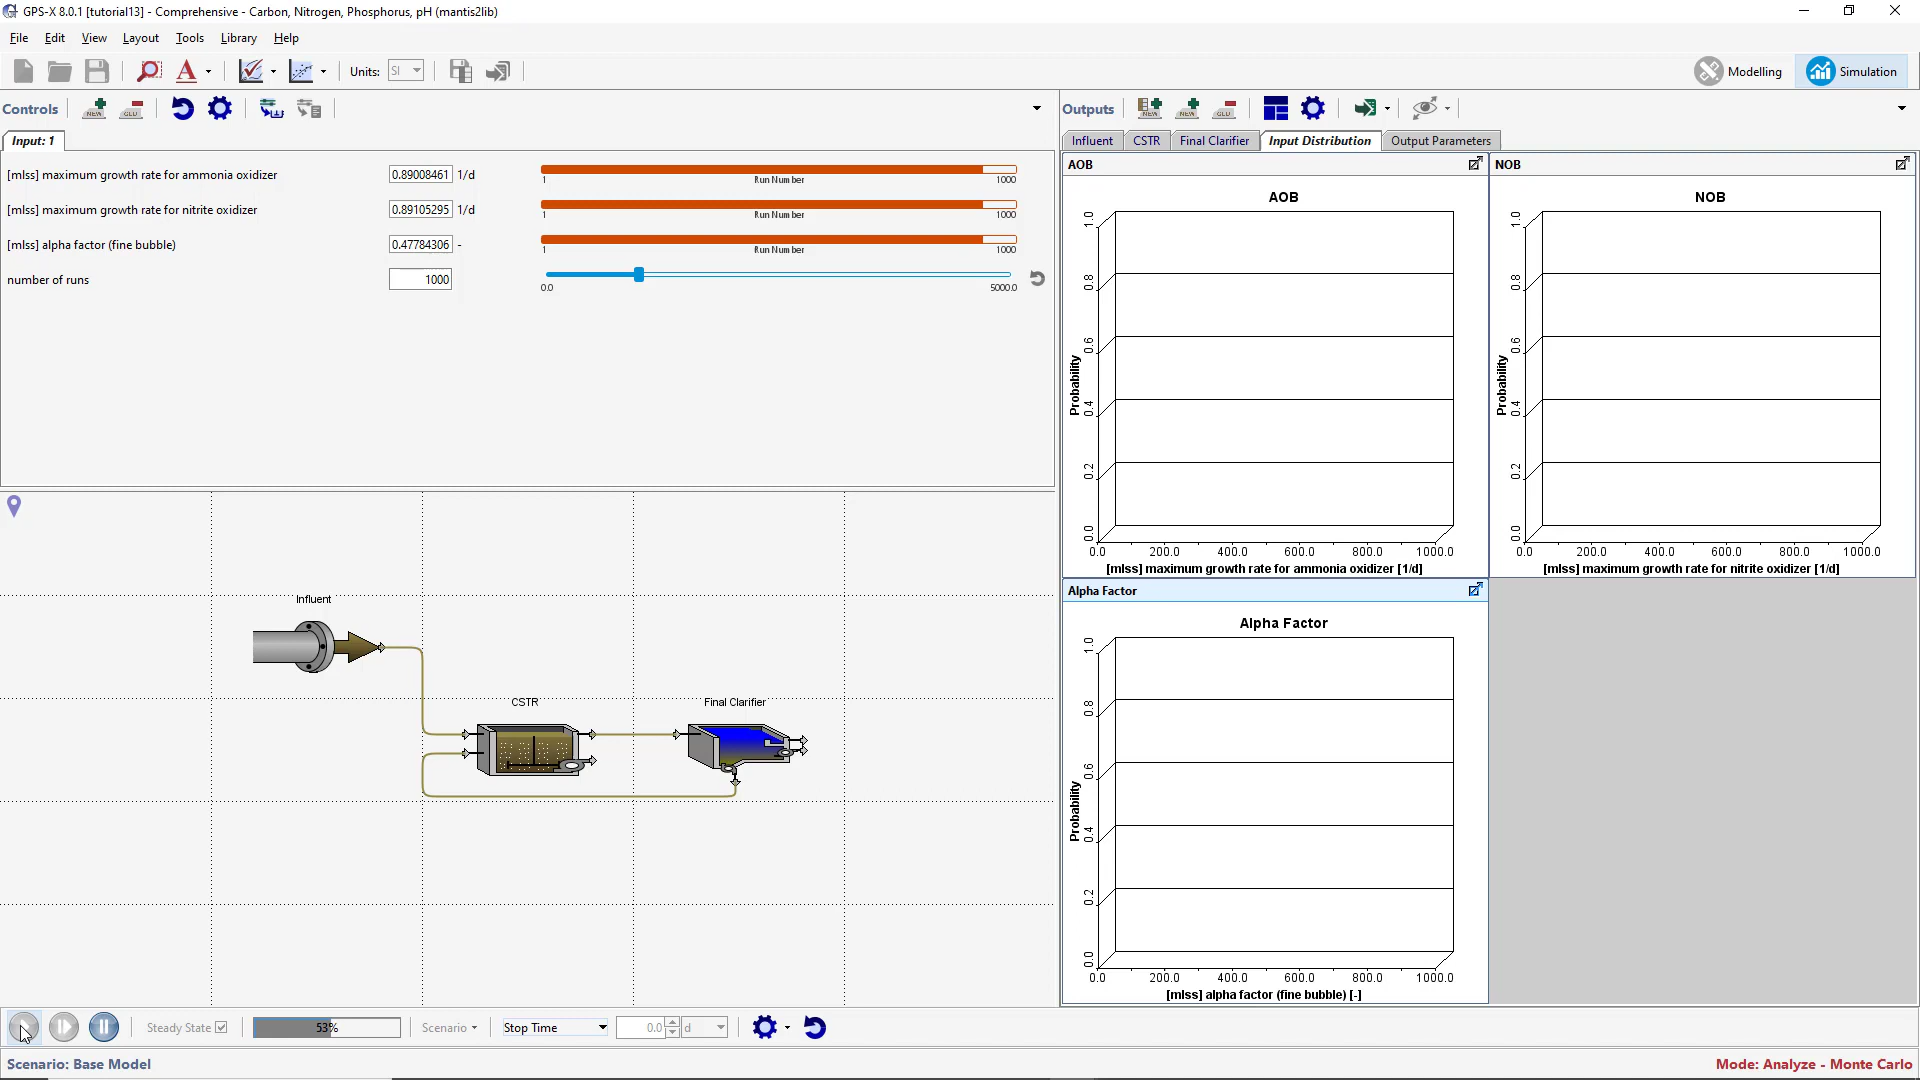 GPS-X 8.0.1 [tutorial13] - Comprehensive - Carbon, Nitrogen, Phosphorus, pH (mantis2lib)
File Edit View Layout Tools Library Help
Units: SI
Modelling Simulation
Controls NEW OLD
Input: 1
[mlss] maximum growth rate for ammonia oxidizer 0.89008461 1/d 1 Run Number 1000
[mlss] maximum growth rate for nitrite oxidizer 0.89105295 1/d 1 Run Number 1000
[mlss] alpha factor (fine bubble) 0.47784306 - 1 Run Number 1000
number of runs 1000 0.0 5000.0
Influent
CSTR
Final Clarifier
Outputs NEW NEW OLD
Influent CSTR Final Clarifier Input Distribution Output Parameters
AOB
AOB
Probability
1.0
0.8
0.6
0.4
0.2
0.0
0.0 200.0 400.0 600.0 800.0 1000.0
[mlss] maximum growth rate for ammonia oxidizer [1/d]
NOB
NOB
Probability
1.0
0.8
0.6
0.4
0.2
0.0
0.0 200.0 400.0 600.0 800.0 1000.0
[mlss] maximum growth rate for nitrite oxidizer [1/d]
Alpha Factor
Alpha Factor
Probability
1.0
0.8
0.6
0.4
0.2
0.0
0.0 200.0 400.0 600.0 800.0 1000.0
[mlss] alpha factor (fine bubble) [-]
Steady State 53% Scenario Stop Time 0.0 d
Scenario: Base Model
Mode: Analyze - Monte Carlo